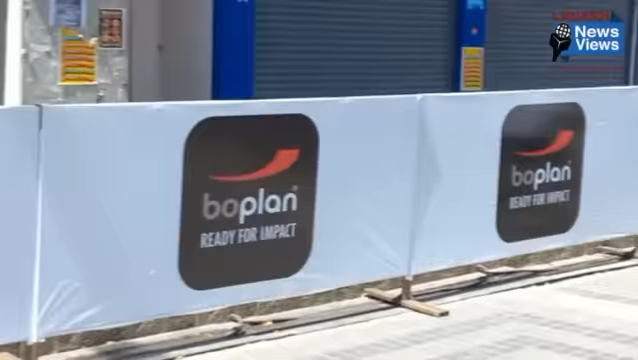 News
Views
boplan®
READY FOR IMPACT
boplan
READY FOR IMPACT